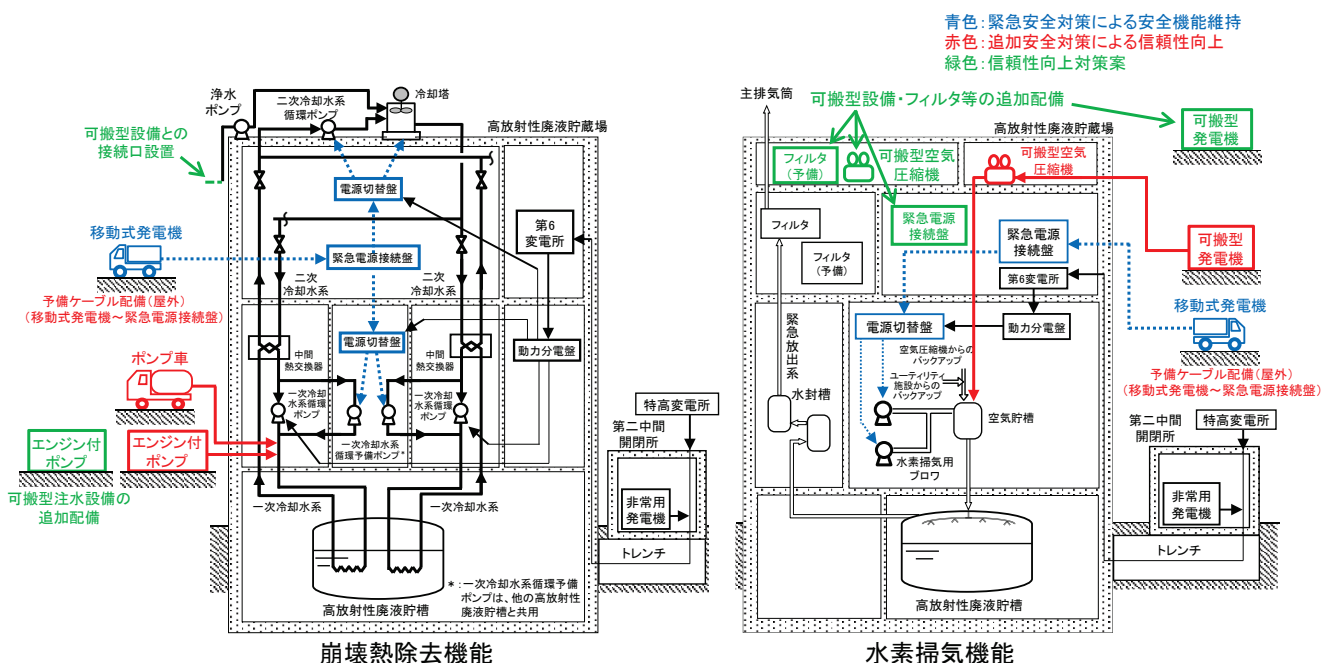 青色：緊急安全対策による安全機能維持
赤色：追加安全対策による信頼性向上
緑色：信頼性向上対策案
浄水
ポンプ
二次冷却水系
循環ポンプ
冷却塔
高放射性廃液貯蔵場
可搬型設備との
接続口設置
電源切替盤
第6
変電所
移動式発電機
緊急電源接続盤
二次
冷却水系
二次
冷却水系
予備ケーブル配備(屋外)
(移動式発電機～緊急電源接続盤)
電源切替盤
動力分電盤
中間
熱交換器
中間
熱交換器
ポンプ車
一次冷却
水系循環
ポンプ
一次冷却
水系循環
ポンプ
一次冷却水系
循環予備ポンプ*
エンジン付
ポンプ
エンジン付
ポンプ
可搬型注水設備の
追加配備
一次冷却水系
一次冷却水系
特高変電所
第二中間
開閉所
非常用
発電機
トレンチ
*：一次冷却水系循環予備
ポンプは、他の高放射性
廃液貯槽と共用
高放射性廃液貯槽
崩壊熱除去機能
主排気筒
可搬型設備・フィルタ等の追加配備
高放射性廃液貯蔵場
可搬型
発電機
フィルタ
(予備)
可搬型空気
圧縮機
可搬型空気
圧縮機
フィルタ
緊急電源
接続盤
緊急電源
接続盤
可搬型
発電機
フィルタ
(予備)
第6変電所
移動式発電機
緊急放出系
電源切替盤
動力分電盤
空気圧縮機からの
バックアップ
ユーティリティ
施設からの
バックアップ
予備ケーブル配備(屋外)
(移動式発電機～緊急電源接続盤)
水封槽
空気貯槽
水素掃気用
ブロワ
特高変電所
第二中間
開閉所
非常用
発電機
トレンチ
高放射性廃液貯槽
水素掃気機能